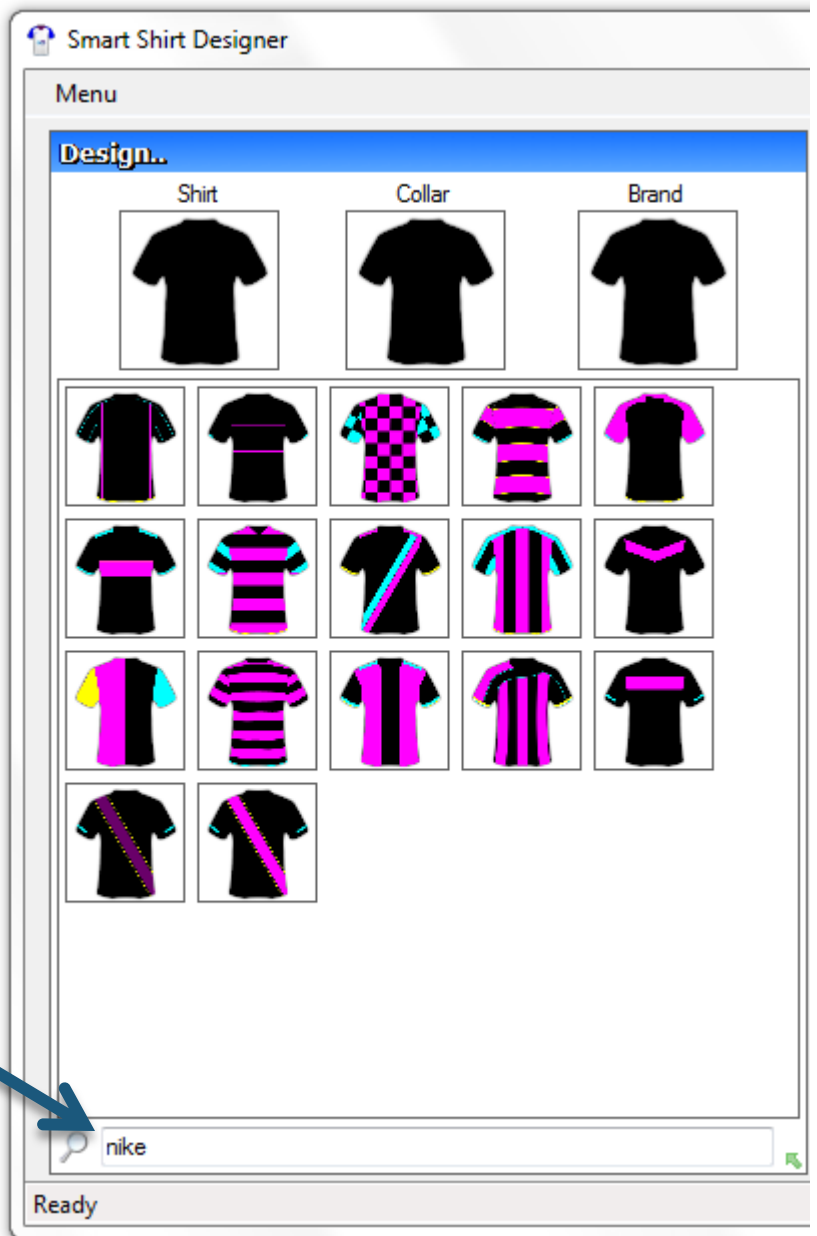 Smart Shirt Designer
Menu
Design..
Shirt Collar Brand
nike
Ready